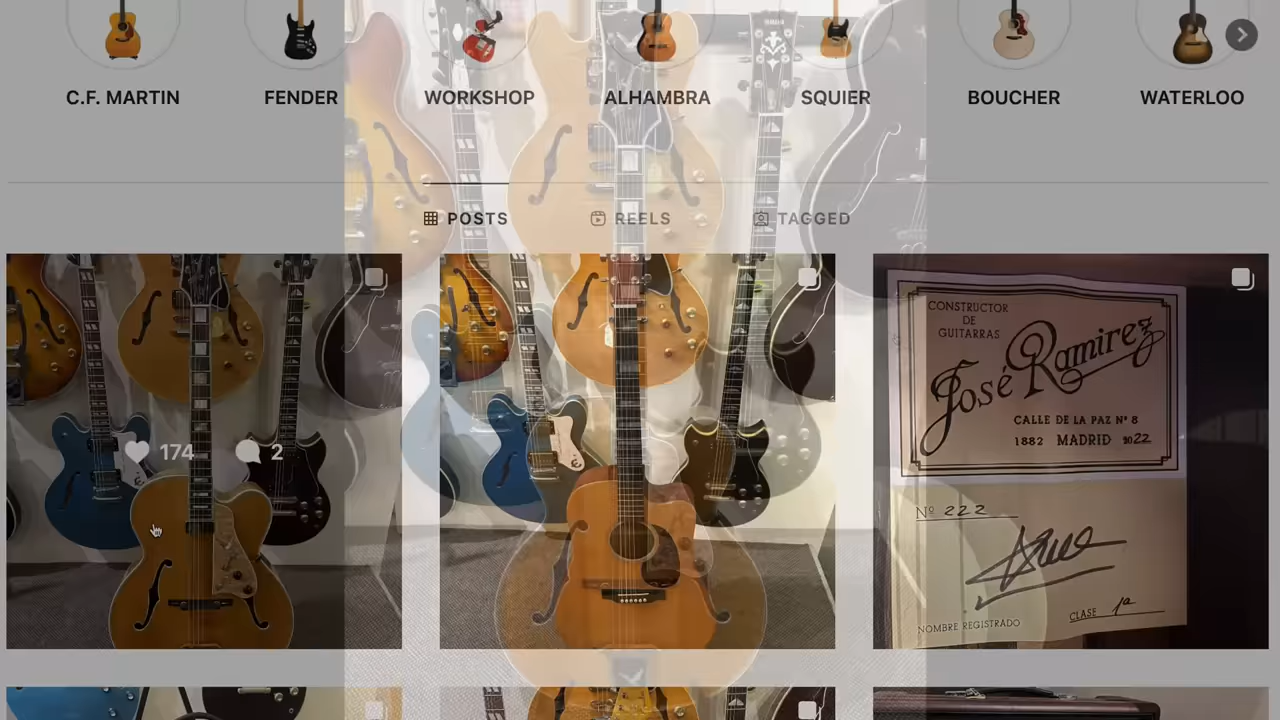 C.F. MARTIN
FENDER
WORKSHOP
ALHAMBRA
SQUIER
BOUCHER
WATERLOO
POSTS
REELS
TAGGED
174
2
YAMAHA
CONSTRUCTOR
DE
GUITARRAS
José Ramirez
CALLE DE LA PAZ Nº 8
1882 MADRID 2022
Nº 222
NOMBRE REGISTRADO
CLASE 1ª